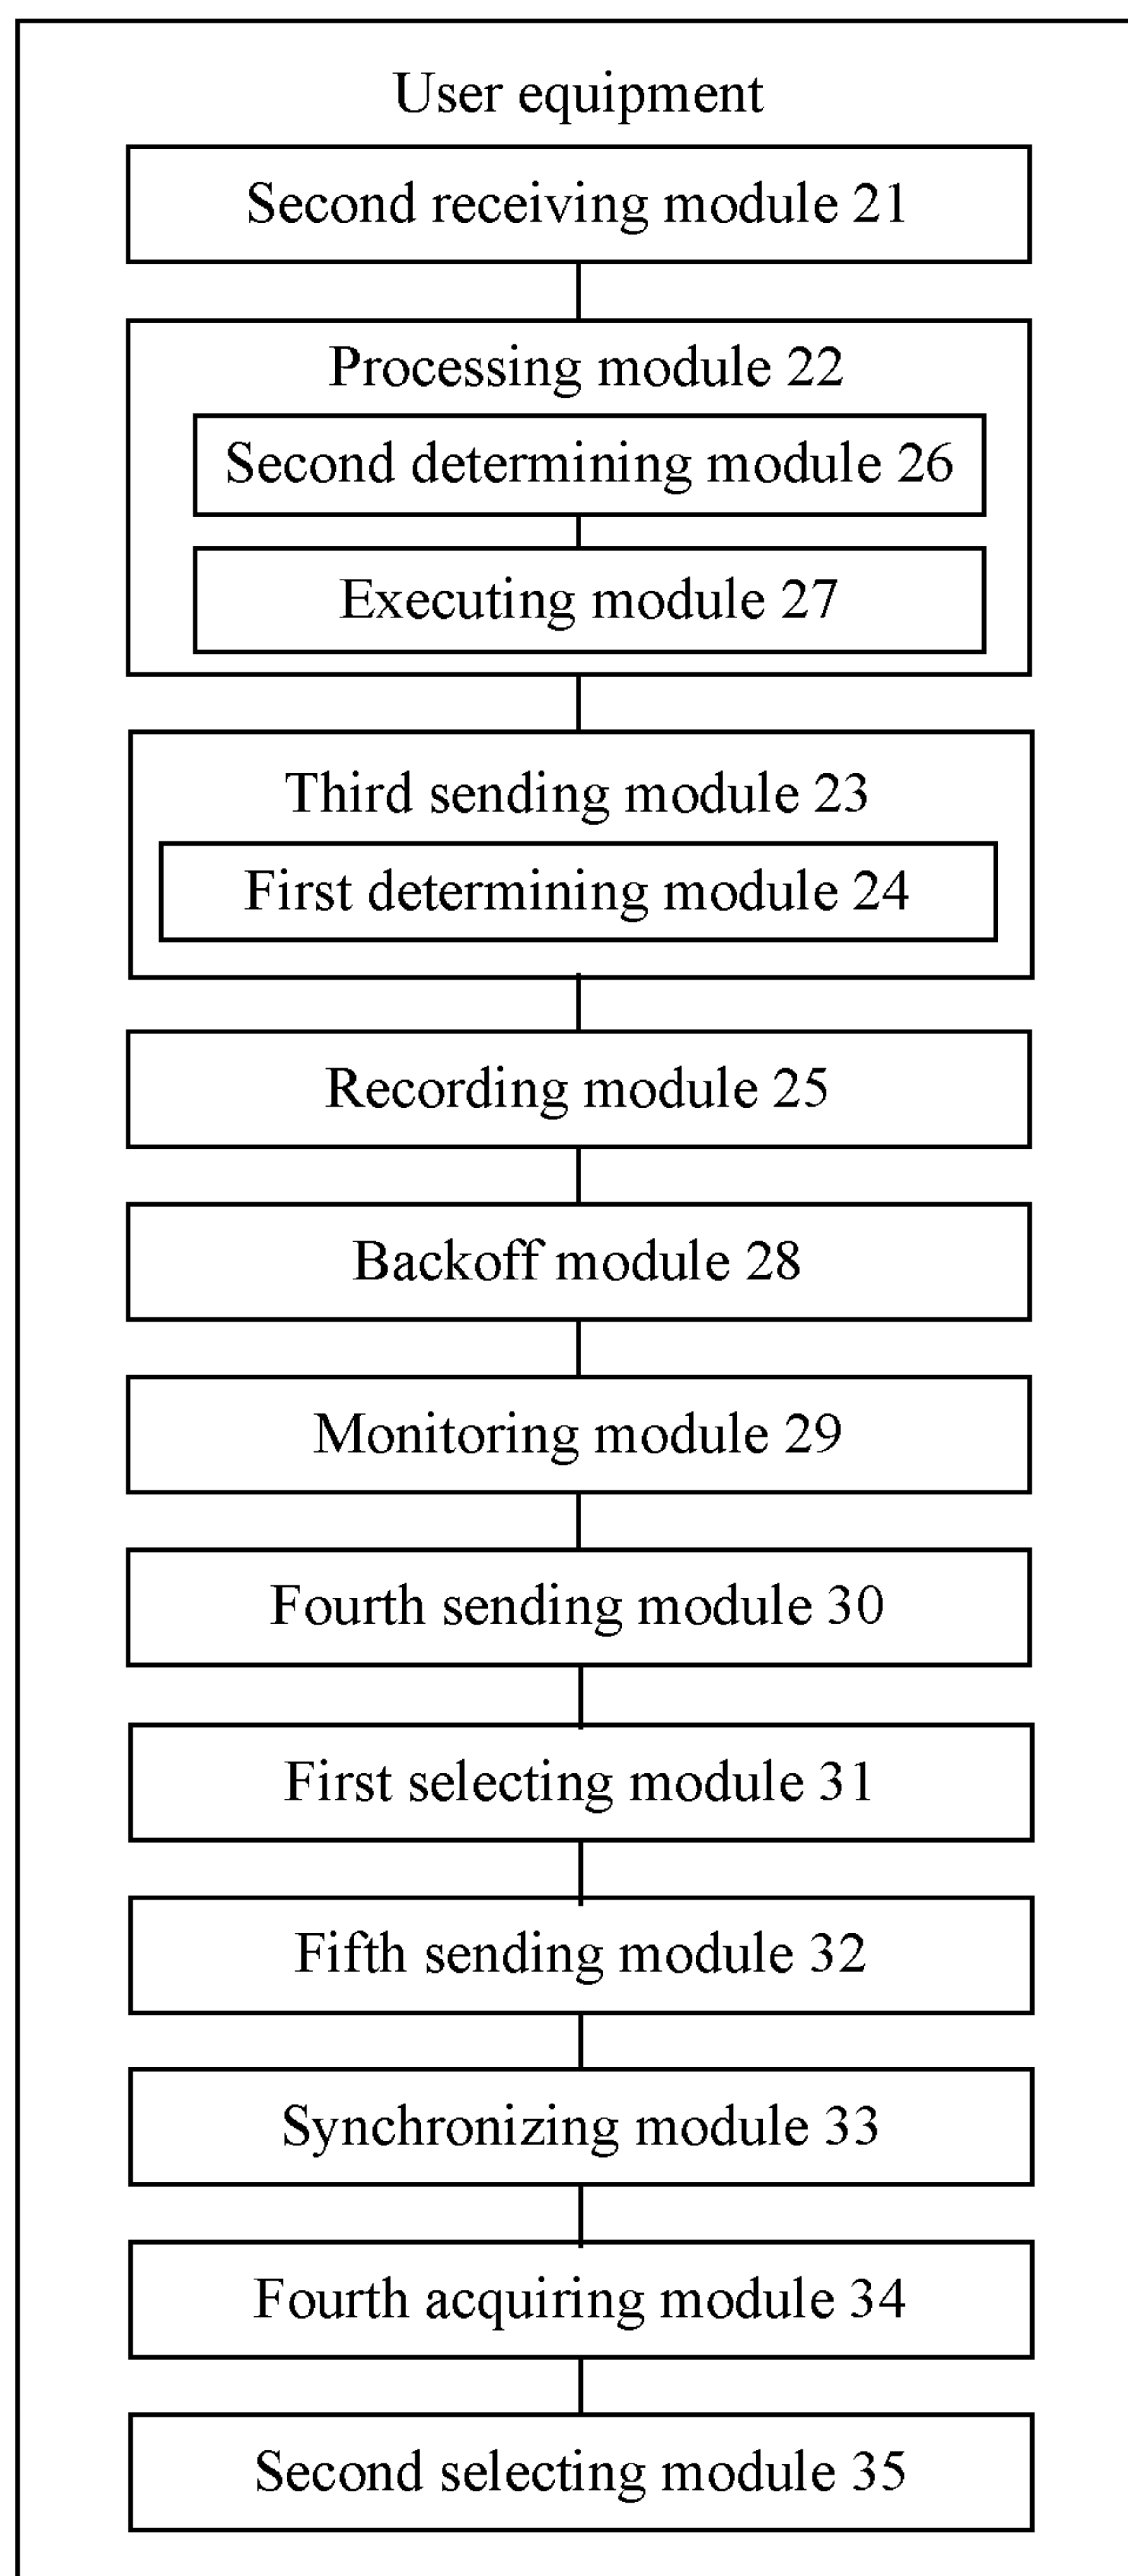 User equipment
Second receiving module 21
Processing module 22
Second determining module 26
Executing module 27
Third sending module 23
First determining module 24
Recording module 25
Backoff module 28
Monitoring module 29
Fourth sending module 30
First selecting module 31
Fifth sending module 32
Synchronizing module 33
Fourth acquiring module 34
Second selecting module 35